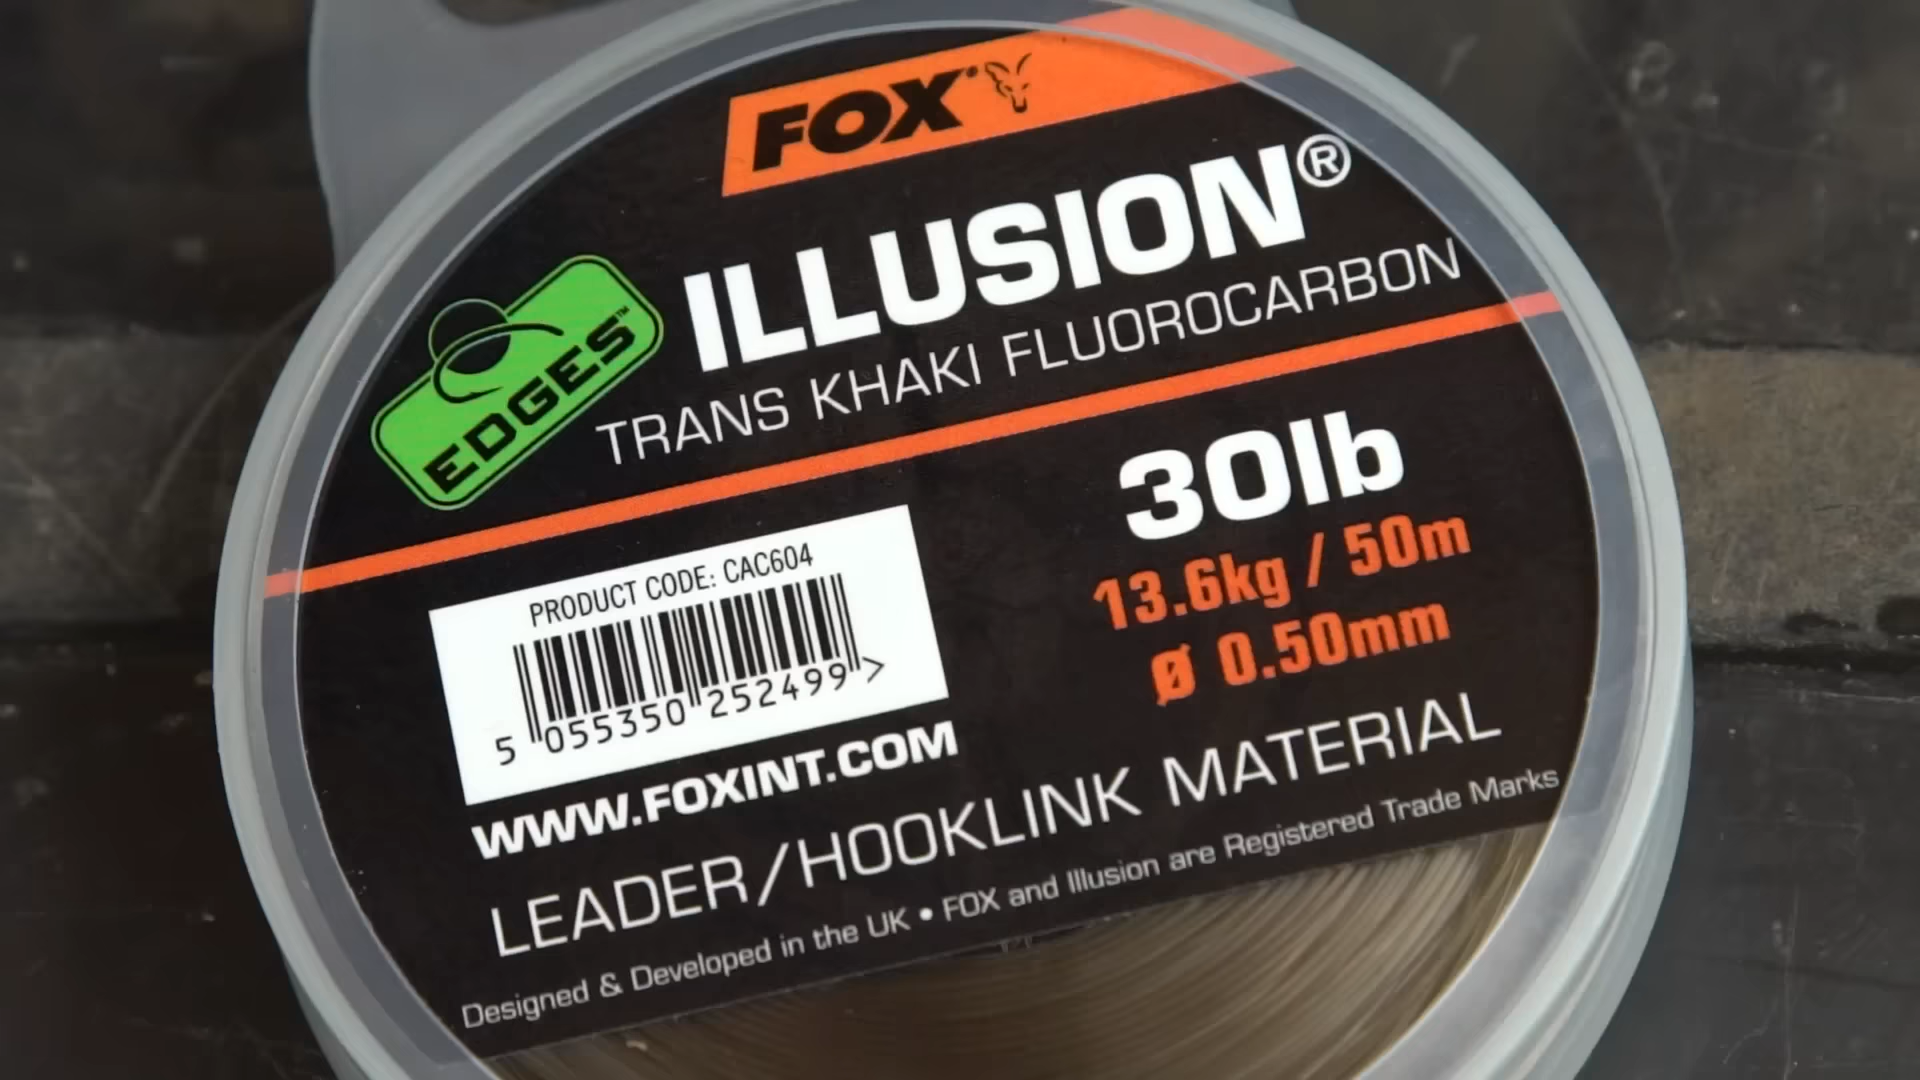 FOX®
ILLUSION®
EDGES™
TRANS KHAKI FLUOROCARBON
30lb
13.6kg / 50m
ø 0.50mm
PRODUCT CODE: CAC604
5 055350 252499 >
WWW.FOXINT.COM
LEADER/HOOKLINK MATERIAL
Designed & Developed in the UK • FOX and Illusion are Registered Trade Marks